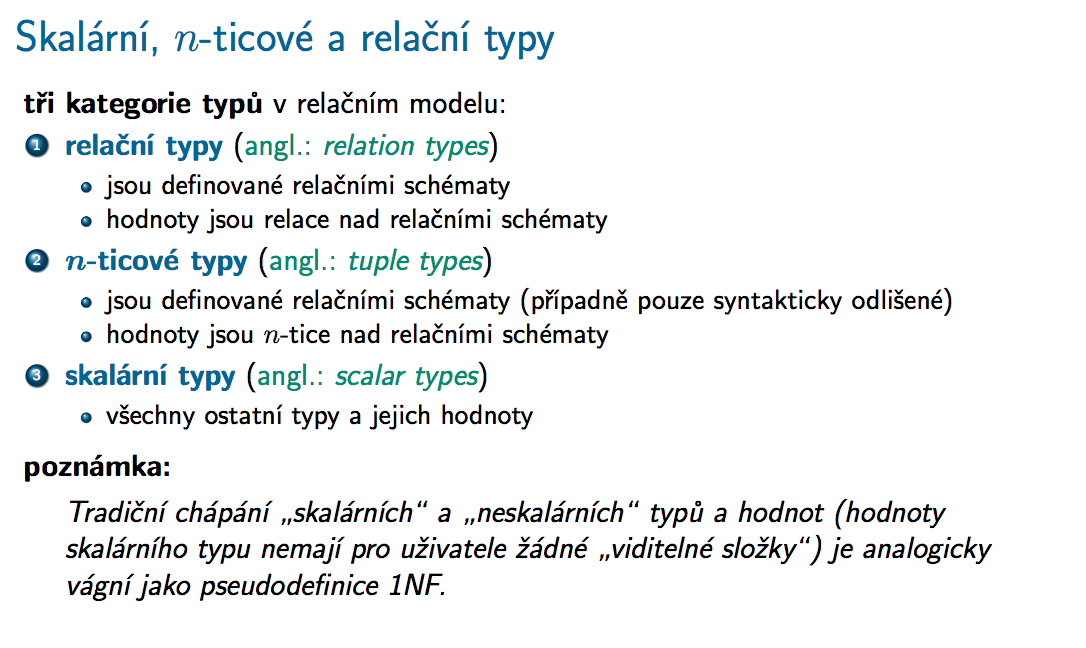 Skalární, n-ticové a relační typy
tři kategorie typů v relačním modelu:
1 relační typy (angl.: relation types)
• jsou definované relačními schématy
• hodnoty jsou relace nad relačními schématy
2 n-ticové typy (angl.: tuple types)
• jsou definované relačními schématy (případně pouze syntakticky odlišené)
• hodnoty jsou n-tice nad relačními schématy
3 skalární typy (angl.: scalar types)
• všechny ostatní typy a jejich hodnoty
poznámka:
Tradiční chápání „skalárních“ a „neskalárních“ typů a hodnot (hodnoty
skalárního typu nemají pro uživatele žádné „viditelné složky“) je analogicky
vágní jako pseudodefinice 1NF.